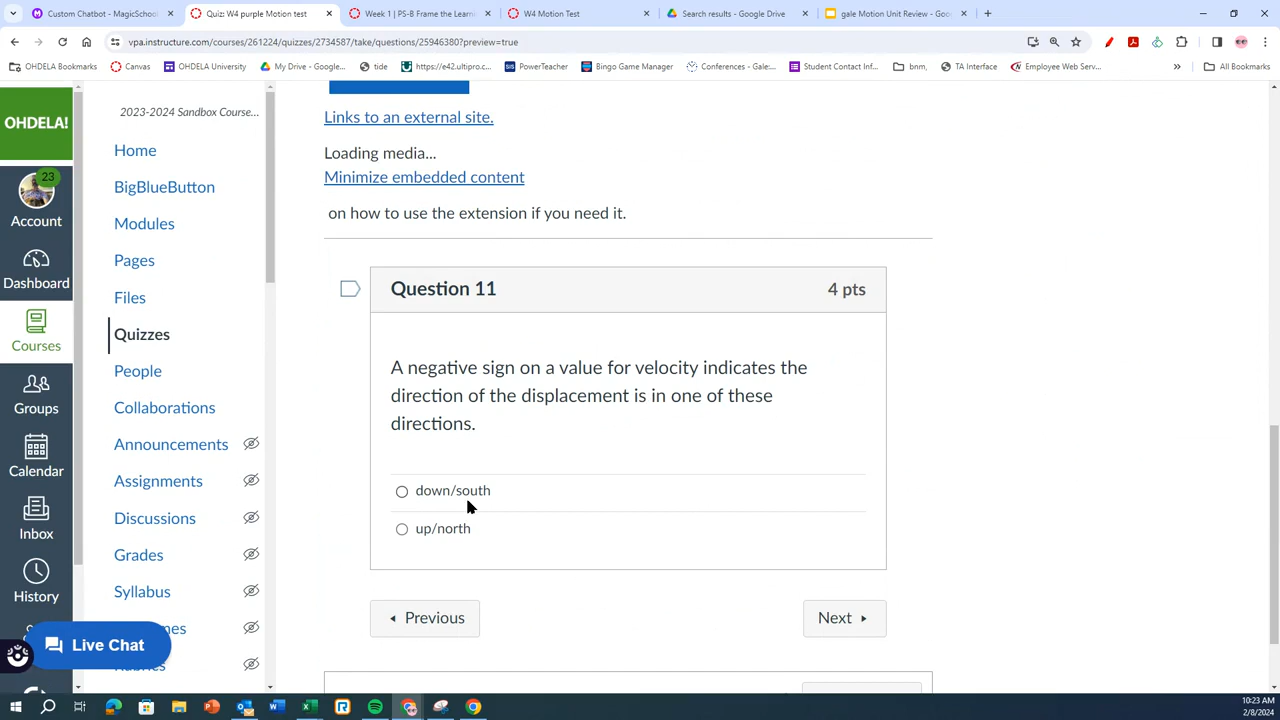 Custom Chatbot - MagicSchool
Quiz: W4 purple Motion test
Week 1 | PS-B Frame the Learni
W4 Motion Test
Search results - Google Drive
gale Motion Unit Review - Goo
vpa.instructure.com/courses/261224/quizzes/2734587/take/questions/25946380?preview=true
OHDELA Bookmarks
Canvas
OHDELA University
My Drive - Google...
tide
https://e42.ultipro.c...
PowerTeacher
Bingo Game Manager
Conferences - Gale:...
Student Contact Inf...
bnm,
TA Interface
Employee Web Serv...
All Bookmarks
OHDELA!
23
Account
Dashboard
Courses
Groups
Calendar
Inbox
History
2023-2024 Sandbox Course...
Home
BigBlueButton
Modules
Pages
Files
Quizzes
People
Collaborations
Announcements
Assignments
Discussions
Grades
Syllabus
Live Chat
Links to an external site.
Loading media...
Minimize embedded content
on how to use the extension if you need it.
Question 11
4 pts
A negative sign on a value for velocity indicates the
direction of the displacement is in one of these
directions.
down/south
up/north
Previous
Next
10:23 AM
2/8/2024